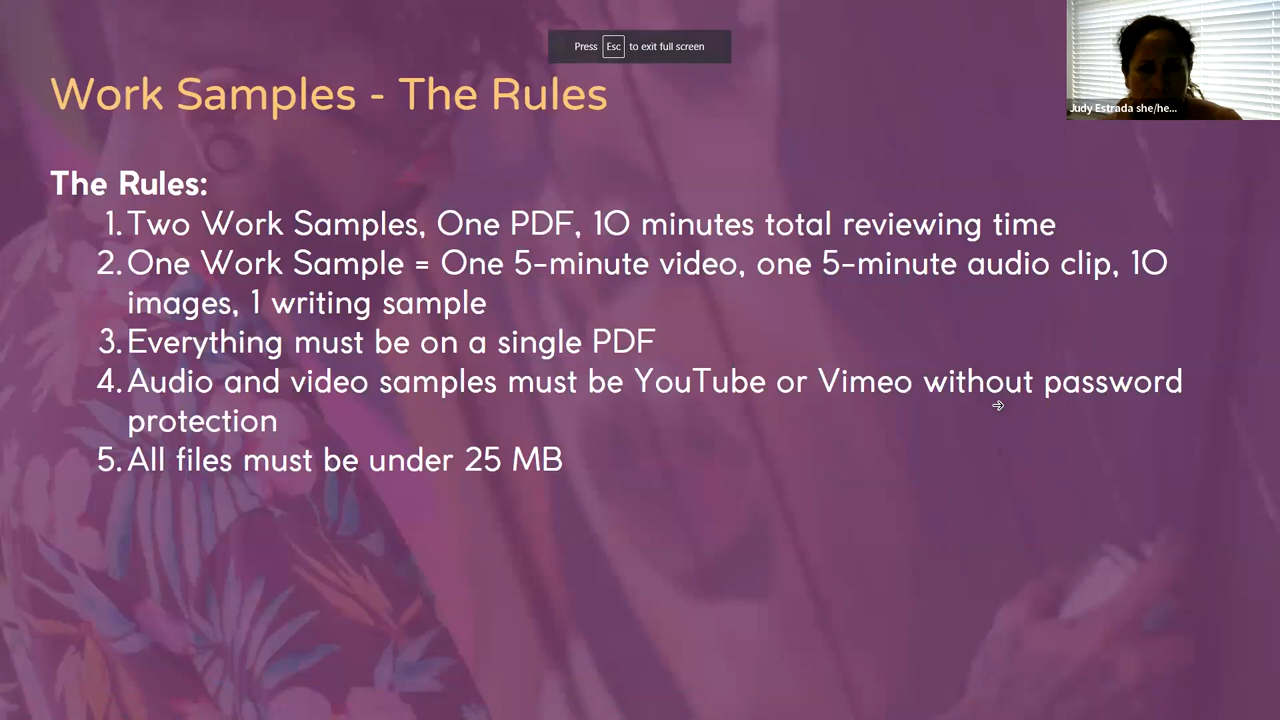 Press Esc to exit full screen
Work Samples - The Rules
Judy Estrada she/he...
The Rules:
1. Two Work Samples, One PDF, 10 minutes total reviewing time
2. One Work Sample = One 5-minute video, one 5-minute audio clip, 10
images, 1 writing sample
3. Everything must be on a single PDF
4. Audio and video samples must be YouTube or Vimeo without password
protection
5. All files must be under 25 MB